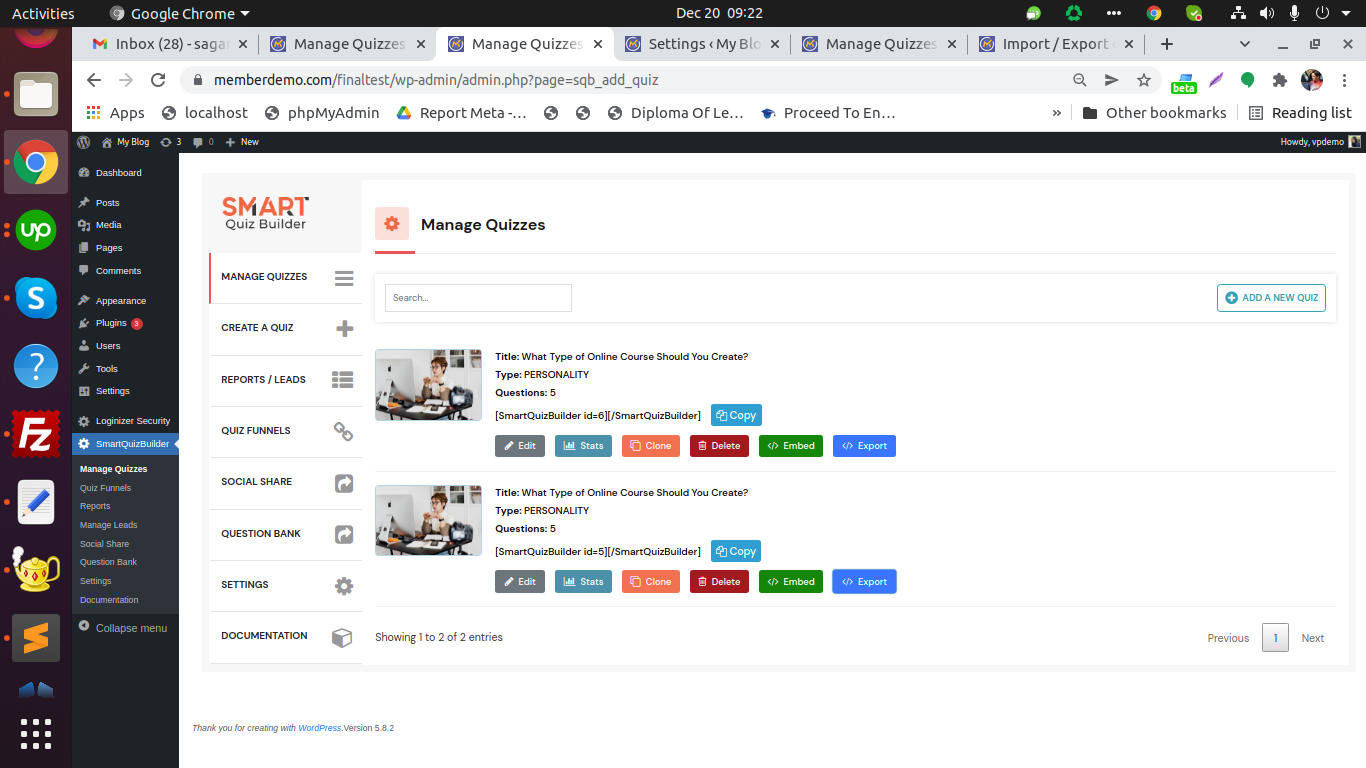 Activities
Google Chrome
Dec 20 09:22
Inbox (28) - sagar
Manage Quizzes
Manage Quizzes
Settings ‹ My Blo
Manage Quizzes
Import / Export ‹
memberdemo.com/finaltest/wp-admin/admin.php?page=sqb_add_quiz
beta
Apps
localhost
phpMyAdmin
Report Meta -...
Diploma Of Le...
Proceed To En...
»
Other bookmarks
Reading list
My Blog
3
0
New
Howdy, vpdemo
Dashboard
Posts
Media
Pages
Comments
Appearance
Plugins 3
Users
Tools
Settings
Loginizer Security
SmartQuizBuilder
Manage Quizzes
Quiz Funnels
Reports
Manage Leads
Social Share
Question Bank
Settings
Documentation
Collapse menu
SMART
Quiz Builder
MANAGE QUIZZES
CREATE A QUIZ
REPORTS / LEADS
QUIZ FUNNELS
SOCIAL SHARE
QUESTION BANK
SETTINGS
DOCUMENTATION
Manage Quizzes
Search...
ADD A NEW QUIZ
Title: What Type of Online Course Should You Create?
Type: PERSONALITY
Questions: 5
[SmartQuizBuilder id=6][/SmartQuizBuilder] Copy
Edit Stats Clone Delete </> Embed </> Export
Title: What Type of Online Course Should You Create?
Type: PERSONALITY
Questions: 5
[SmartQuizBuilder id=5][/SmartQuizBuilder] Copy
Edit Stats Clone Delete </> Embed </> Export
Showing 1 to 2 of 2 entries
Previous 1 Next
Thank you for creating with WordPress.Version 5.8.2
up
S
?
Fz